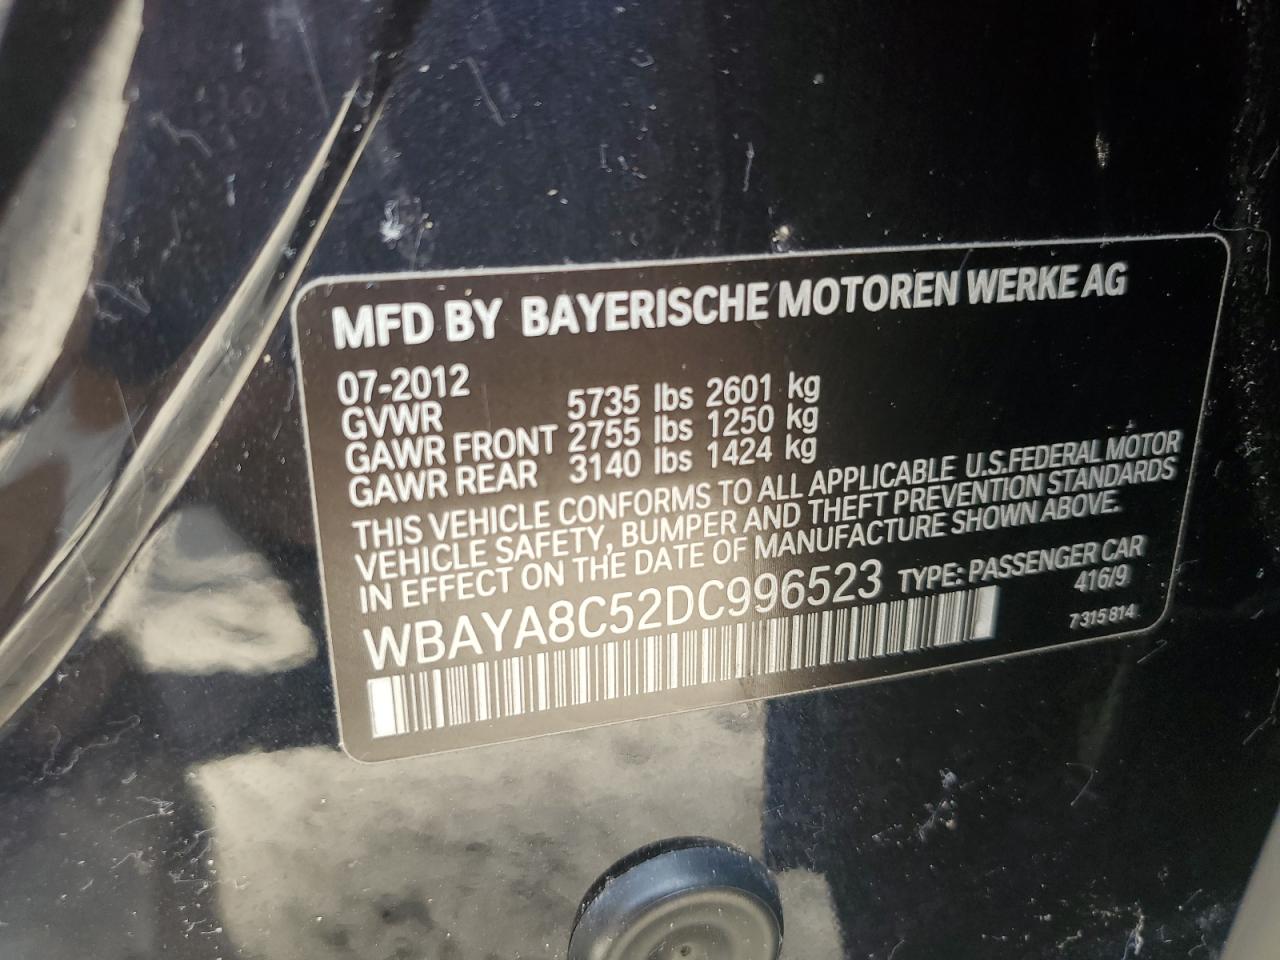 MFD BY BAYERISCHE MOTOREN WERKE AG
07-2012
GVWR 5735 lbs 2601 kg
GAWR FRONT 2755 lbs 1250 kg
GAWR REAR 3140 lbs 1424 kg
THIS VEHICLE CONFORMS TO ALL APPLICABLE U.S.FEDERAL MOTOR
VEHICLE SAFETY, BUMPER AND THEFT PREVENTION STANDARDS
IN EFFECT ON THE DATE OF MANUFACTURE SHOWN ABOVE.
WBAYA8C52DC996523 TYPE: PASSENGER CAR
416/9
7 315 814